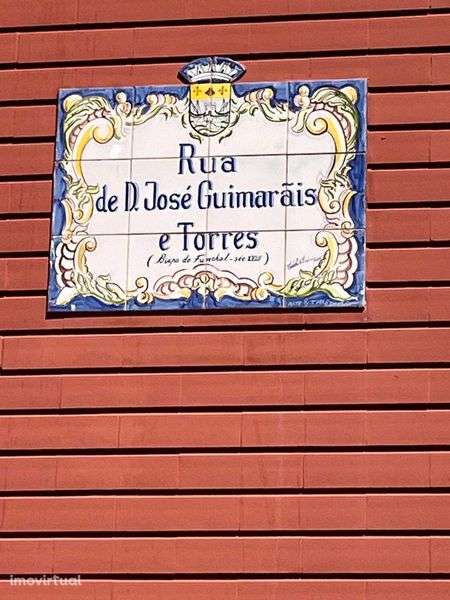 Rua
de D. José Guimarãis
e Torres
(Bispo do Funchal - séc XVIII)
imovirtual